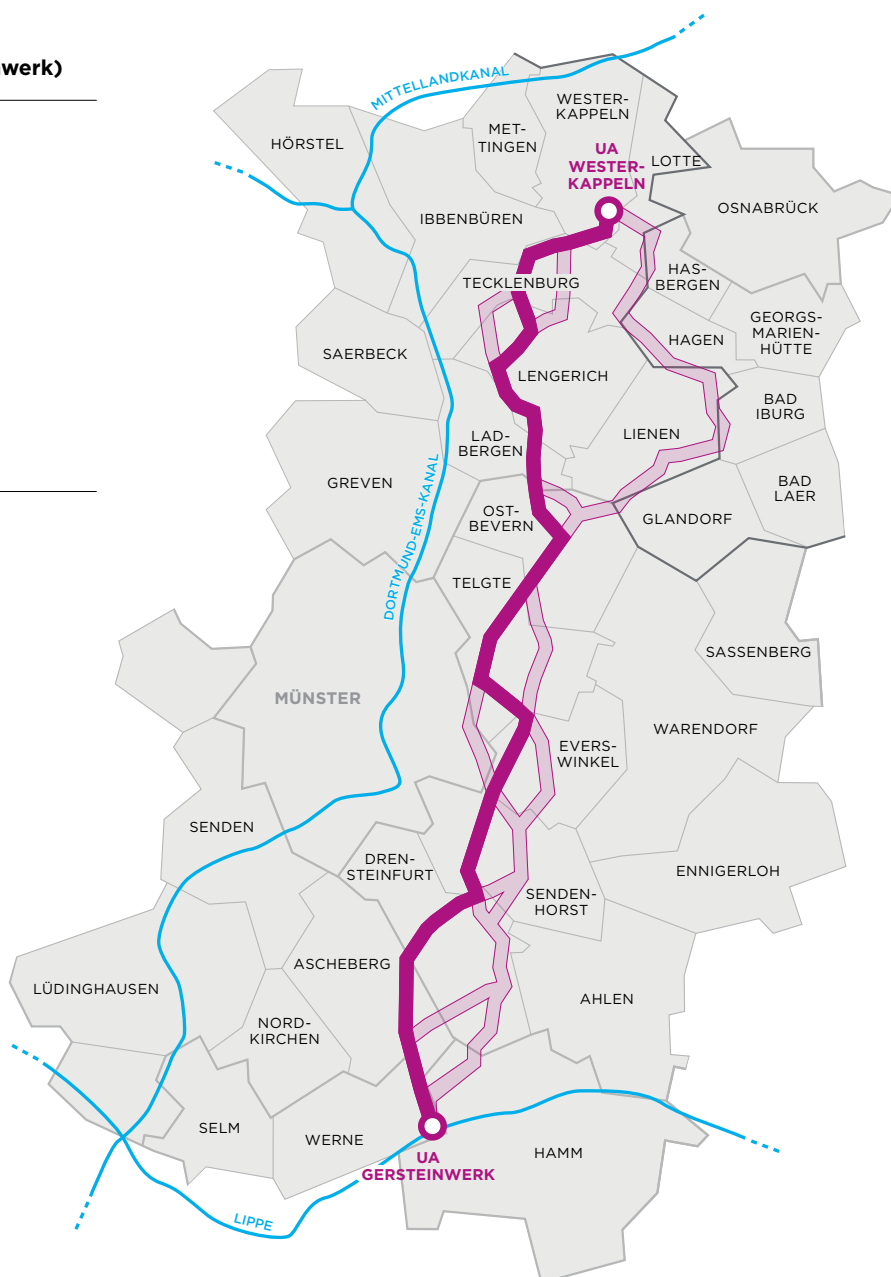 werk)
MITTELLANDKANAL
WESTER-
KAPPELN
MET-
TINGEN
HÖRSTEL
UA
WESTER-
KAPPELN
LOTTE
OSNABRÜCK
IBBENBÜREN
HAS-
BERGEN
TECKLENBURG
GEORGS-
MARIEN-
HÜTTE
HAGEN
SAERBECK
LENGERICH
BAD
IBURG
LAD-
BERGEN
LIENEN
GREVEN
BAD
LAER
OST-
BEVERN
GLANDORF
DORTMUND-EMS-KANAL
TELGTE
SASSENBERG
MÜNSTER
WARENDORF
EVERS-
WINKEL
SENDEN
DREN-
STEINFURT
ENNIGERLOH
SENDEN-
HORST
ASCHEBERG
LÜDINGHAUSEN
AHLEN
NORD-
KIRCHEN
SELM
WERNE
HAMM
UA
GERSTEINWERK
LIPPE